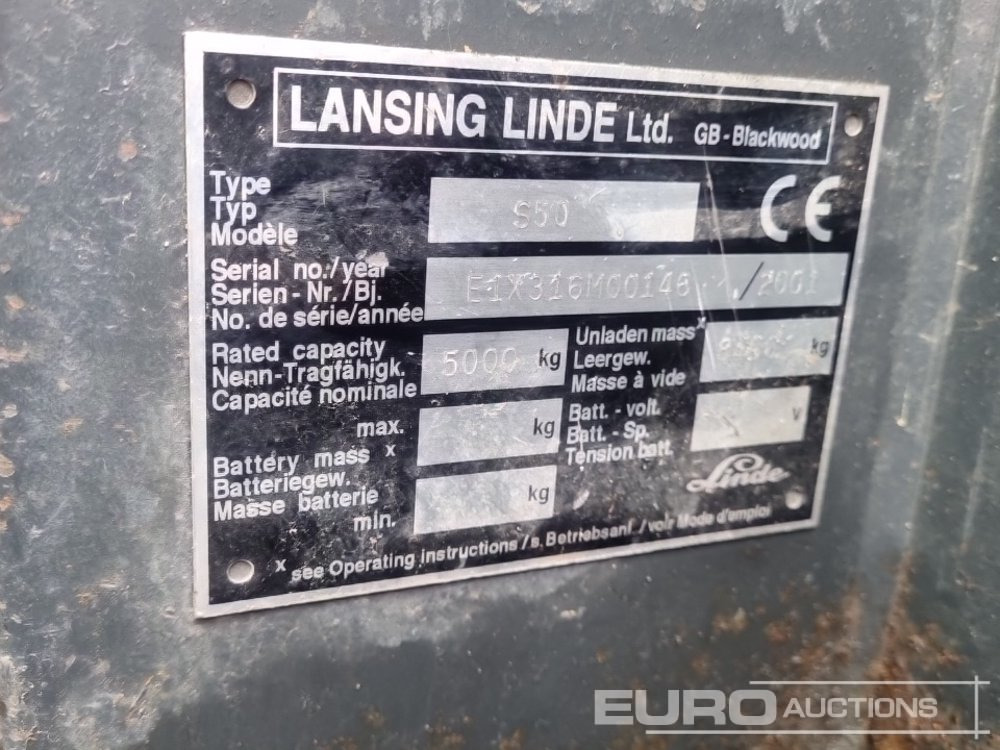 LANSING LINDE Ltd. GB-Blackwood
Type
Typ
Modèle
S50
CE
Serial no./year
Serien-Nr./Bj.
No. de série/année
E1X316M00146 / 2001
Rated capacity
Nenn-Tragfähigk.
Capacité nominale
5000 kg
Unladen mass x
Leergew.
Masse à vide
kg
max. kg
Battery mass x
Batteriegew.
Masse batterie
min. kg
Batt.-volt.
Batt.-Sp.
Tension batt.
V
Linde
x see Operating instructions/s. Betriebsanl./voir Mode d'emploi
EURO AUCTIONS